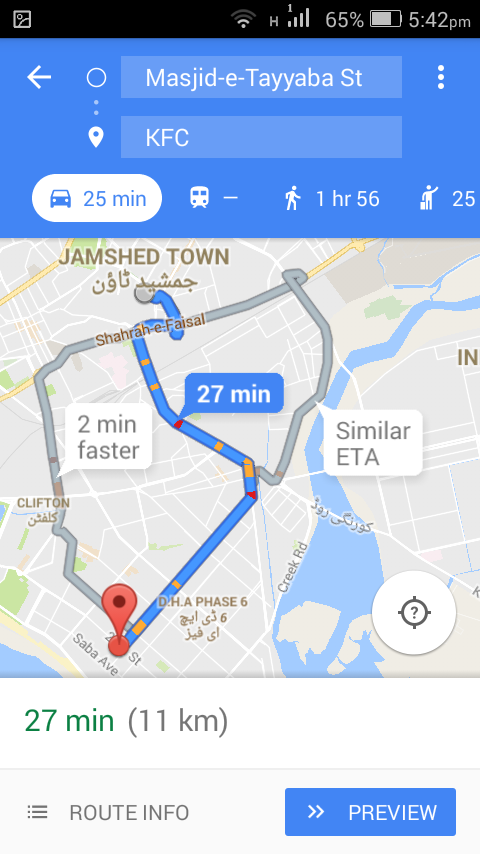 H 1 65% 5:42pm
Masjid-e-Tayyaba St
KFC
25 min — 1 hr 56 25
JAMSHED TOWN
جمشید ٹاؤن
Shahrah-e-Faisal
IN
27 min
2 min
faster
Similar
ETA
CLIFTON
کلفٹن
کورنگی روڈ
Creek Rd
D.H.A PHASE 6
ڈی ایچ 6
ای فیز
Saba Ave
St
?
27 min (11 km)
ROUTE INFO
PREVIEW